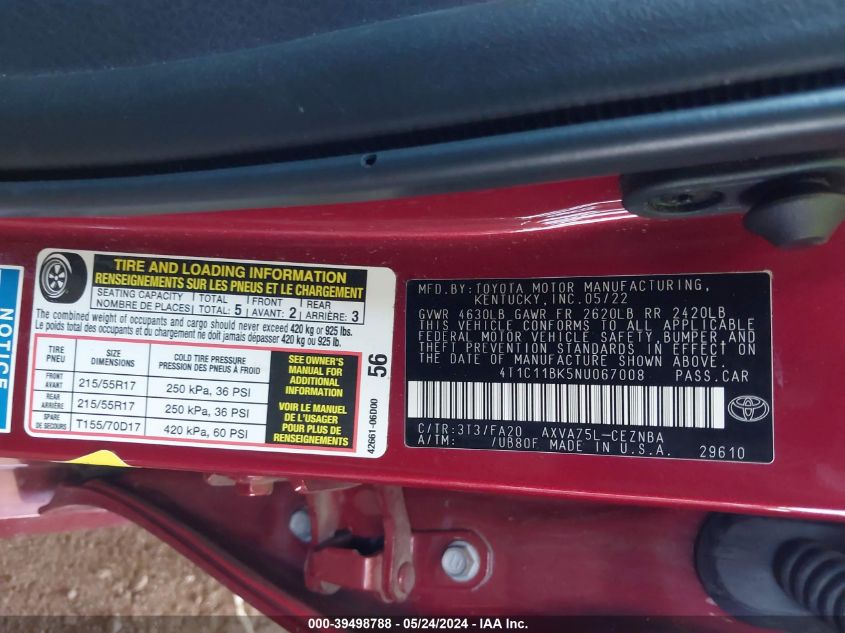 NOTICE
TIRE AND LOADING INFORMATION
RENSEIGNEMENTS SUR LES PNEUS ET LE CHARGEMENT
SEATING CAPACITY TOTAL 5 FRONT 2 REAR 3
NOMBRE DE PLACES: TOTAL: AVANT: ARRIÈRE:
The combined weight of occupants and cargo should never exceed 420 kg or 925 lbs.
Le poids total des occupants et du chargement ne doit jamais dépasser 420 kg ou 925 lb.
TIRE PNEU SIZE DIMENSIONS COLD TIRE PRESSURE PRESSION DES PNEUS À FROID
FRONT AVANT 215/55R17 250 kPa, 36 PSI
REAR ARRIÈRE 215/55R17 250 kPa, 36 PSI
SPARE DE SECOURS T155/70D17 420 kPa, 60 PSI
SEE OWNER'S
MANUAL FOR
ADDITIONAL
INFORMATION
VOIR LE MANUEL
DE L'USAGER
POUR PLUS DE
RENSEIGNEMENTS
56
42661-06D00
MFD.BY:TOYOTA MOTOR MANUFACTURING,
KENTUCKY, INC.05/22
GVWR 4630LB GAWR FR 2620LB RR 2420LB
THIS VEHICLE CONFORMS TO ALL APPLICABLE
FEDERAL MOTOR VEHICLE SAFETY,BUMPER,AND
THEFT PREVENTION STANDARDS IN EFFECT ON
THE DATE OF MANUFACTURE SHOWN ABOVE.
4T1C11BK5NU067008 PASS.CAR
C/TR:3T3/FA20 AXVA75L-CEZNBA
A/TM: /UB80F MADE IN U.S.A. 29610
TOYOTA
000-39498788 - 05/24/2024 - IAA Inc.